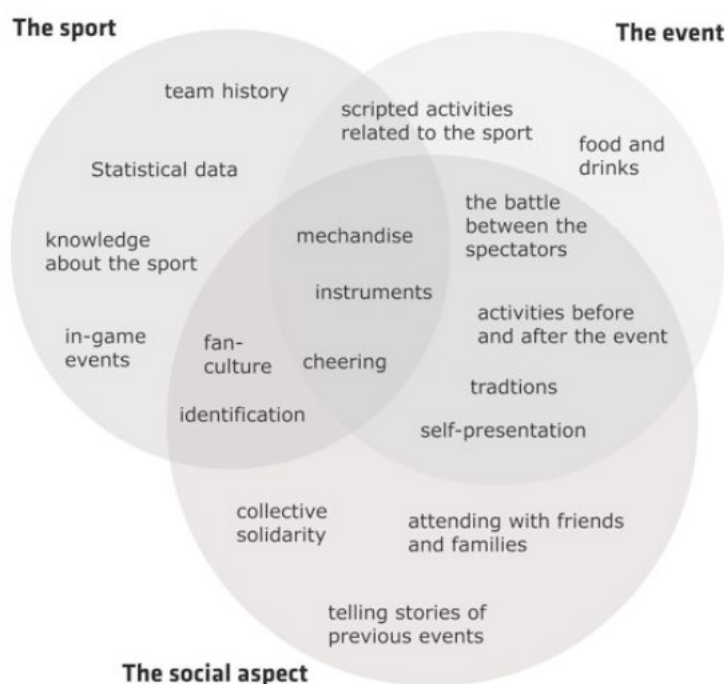 The sport
The event
team history
scripted activities
related to the sport
food and
drinks
Statistical data
the battle
between the
spectators
knowledge
about the sport
mechandise
instruments
activities before
and after the event
in-game
events
fan-
culture
cheering
tradtions
identification
self-presentation
collective
solidarity
attending with friends
and families
telling stories of
previous events
The social aspect